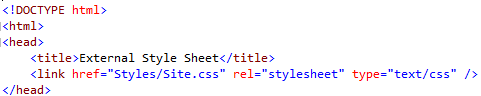 <!DOCTYPE html>
<html>
<head>
    <title>External Style Sheet</title>
    <link href="Styles/Site.css" rel="stylesheet" type="text/css" />
</head>